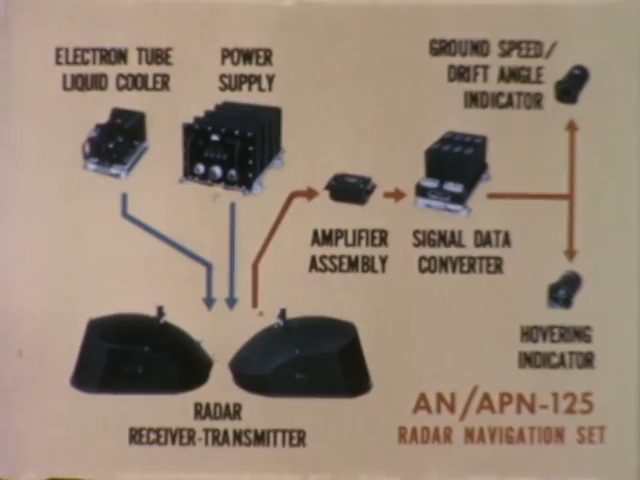 ELECTRON TUBE
LIQUID COOLER
POWER
SUPPLY
GROUND SPEED/
DRIFT ANGLE
INDICATOR
AMPLIFIER
ASSEMBLY
SIGNAL DATA
CONVERTER
HOVERING
INDICATOR
RADAR
RECEIVER-TRANSMITTER
AN/APN-125
RADAR NAVIGATION SET